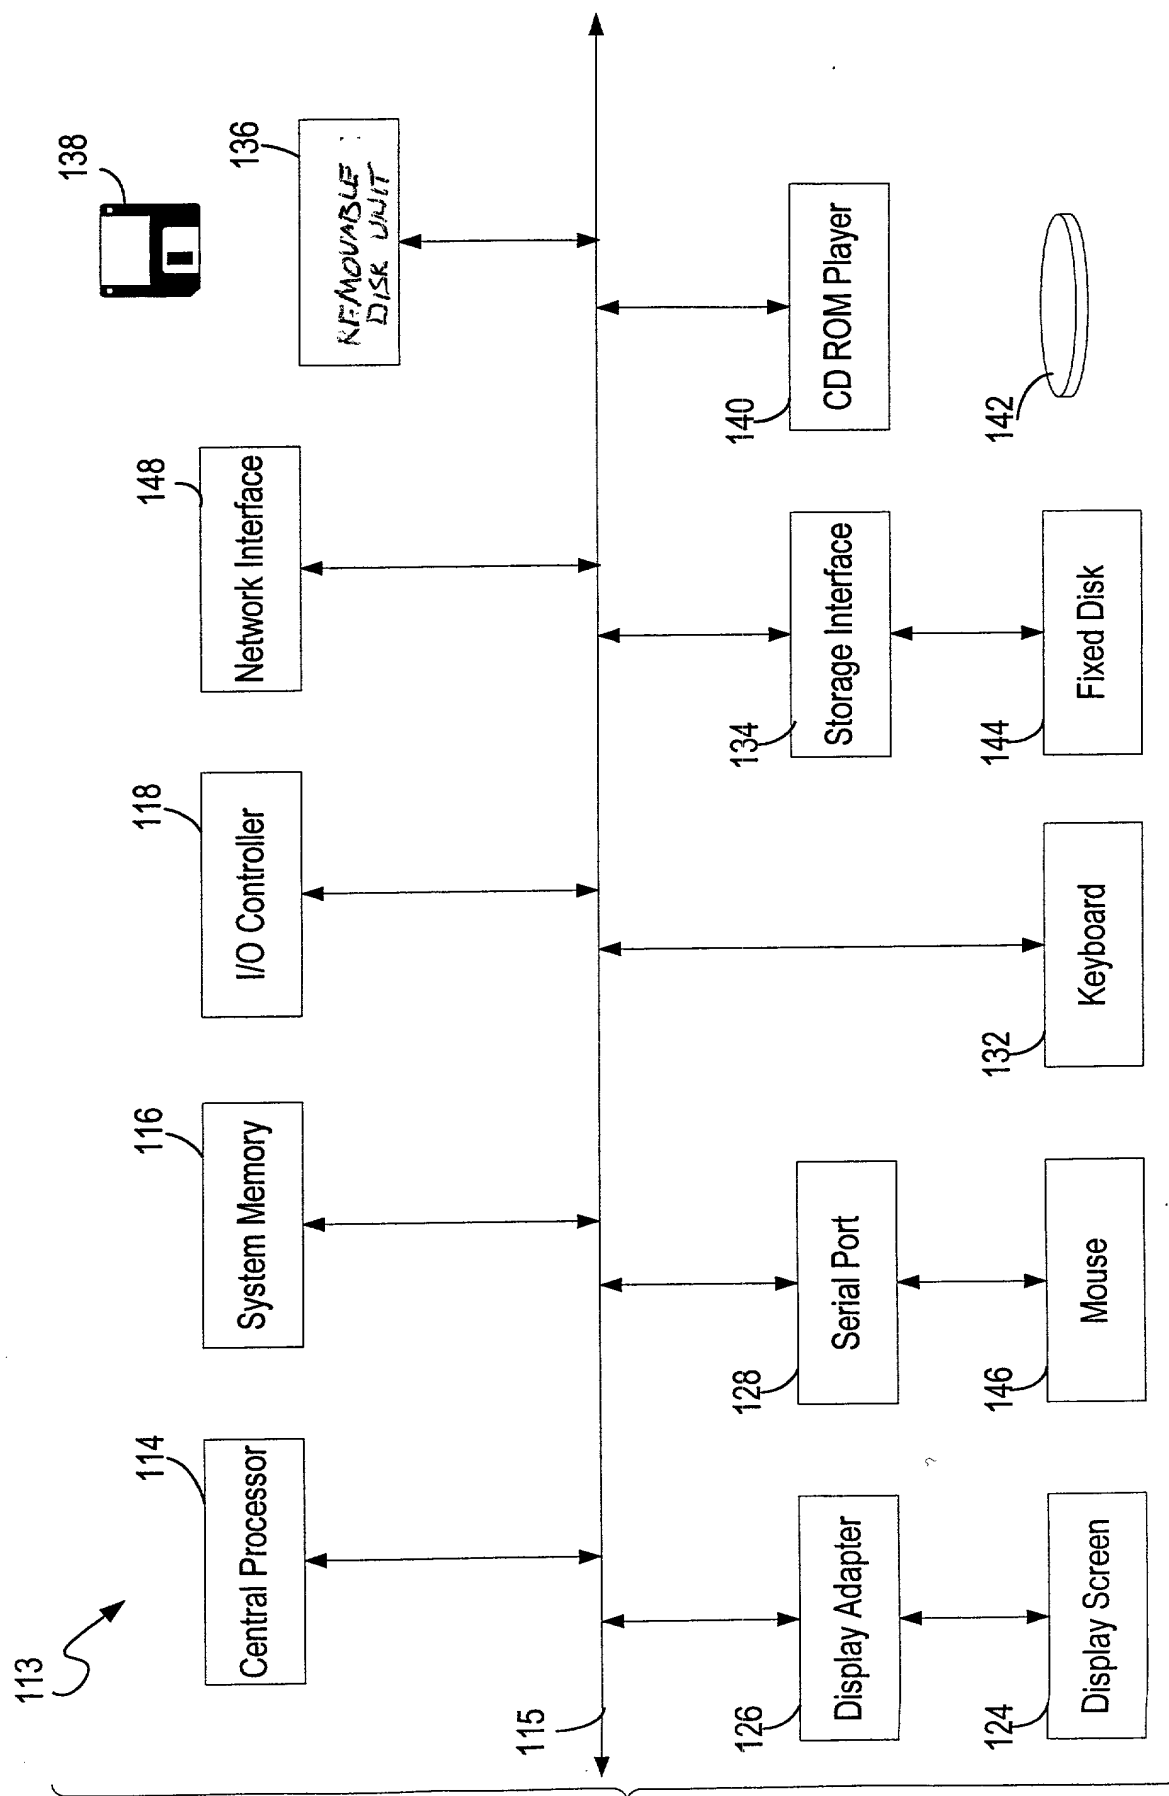 113
114
Central Processor
116
System Memory
118
I/O Controller
148
Network Interface
138
136
REMOVABLE
DISK UNIT
115
126
Display Adapter
128
Serial Port
134
Storage Interface
140
CD ROM Player
124
Display Screen
146
Mouse
132
Keyboard
144
Fixed Disk
142